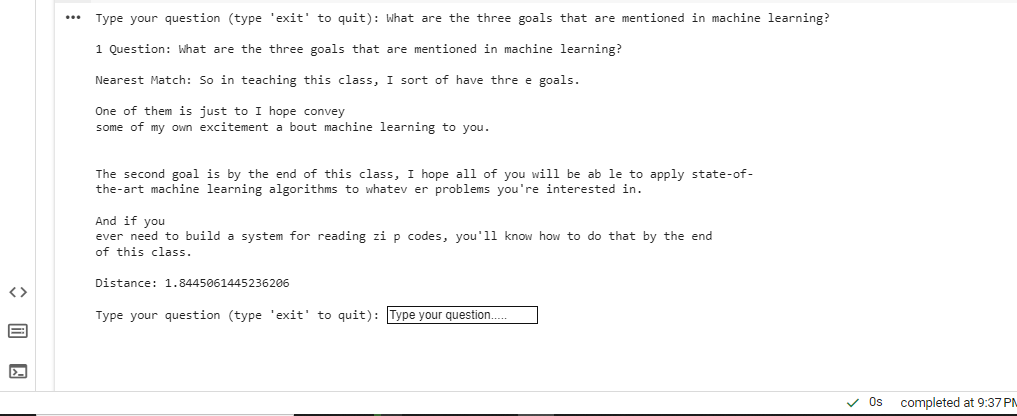 ••• Type your question (type 'exit' to quit): What are the three goals that are mentioned in machine learning?
1 Question: What are the three goals that are mentioned in machine learning?
Nearest Match: So in teaching this class, I sort of have thre e goals.
One of them is just to I hope convey
some of my own excitement a bout machine learning to you.
The second goal is by the end of this class, I hope all of you will be ab le to apply state-of-
the-art machine learning algorithms to whatev er problems you're interested in.
And if you
ever need to build a system for reading zi p codes, you'll know how to do that by the end
of this class.
Distance: 1.8445061445236206
Type your question (type 'exit' to quit): Type your question.....
0s completed at 9:37 PM